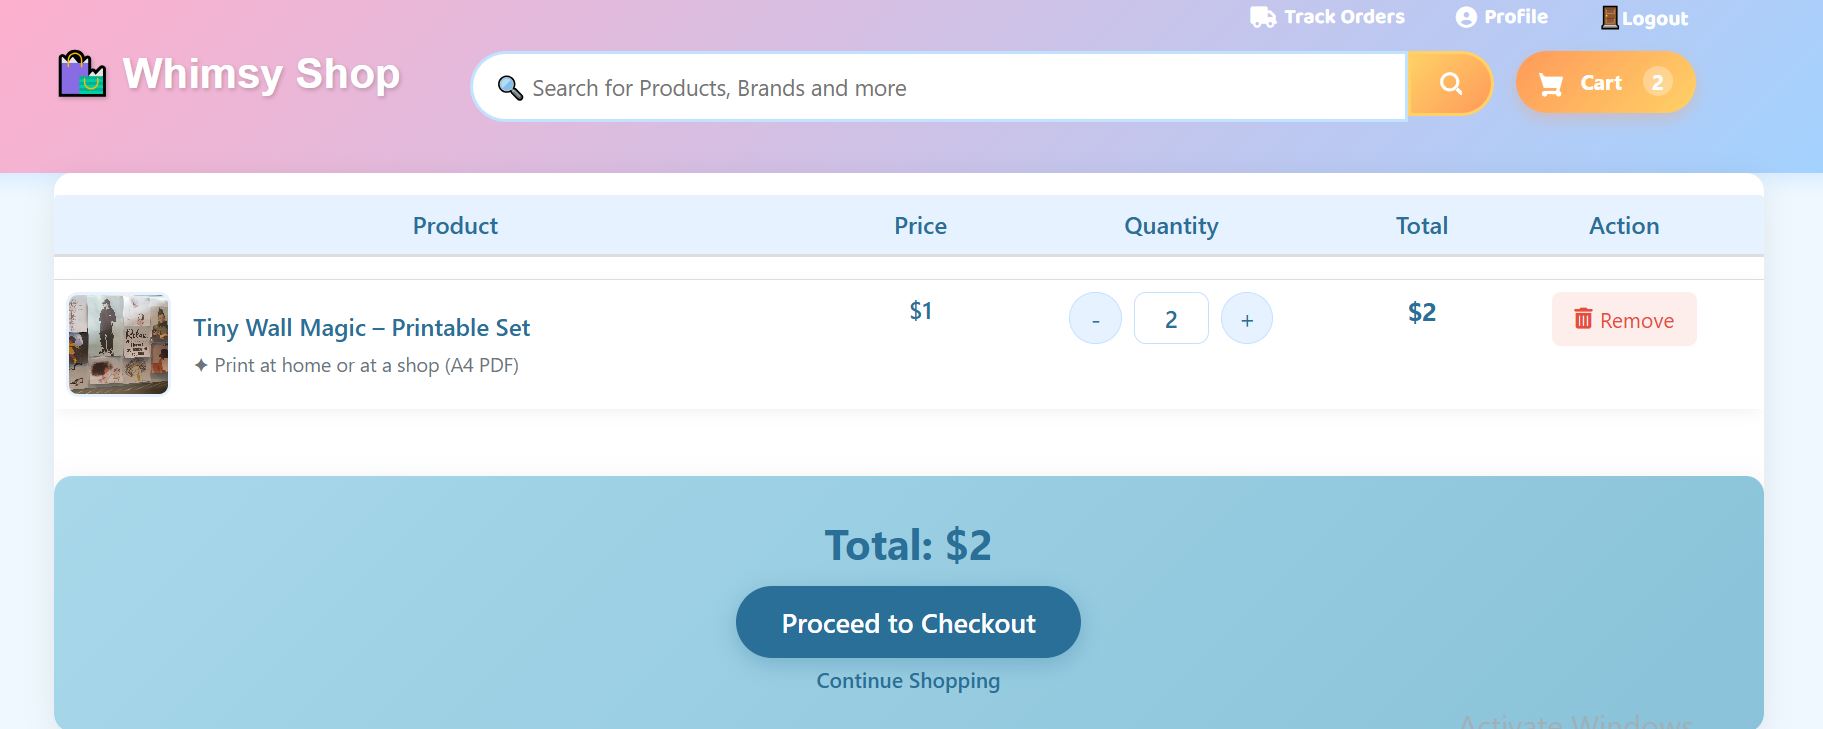 Track Orders Profile Logout
Whimsy Shop
Search for Products, Brands and more
Cart 2
Product Price Quantity Total Action
Tiny Wall Magic – Printable Set
✦ Print at home or at a shop (A4 PDF)
$1 - 2 + $2 Remove
Relax
Total: $2
Proceed to Checkout
Continue Shopping
Activate Windows